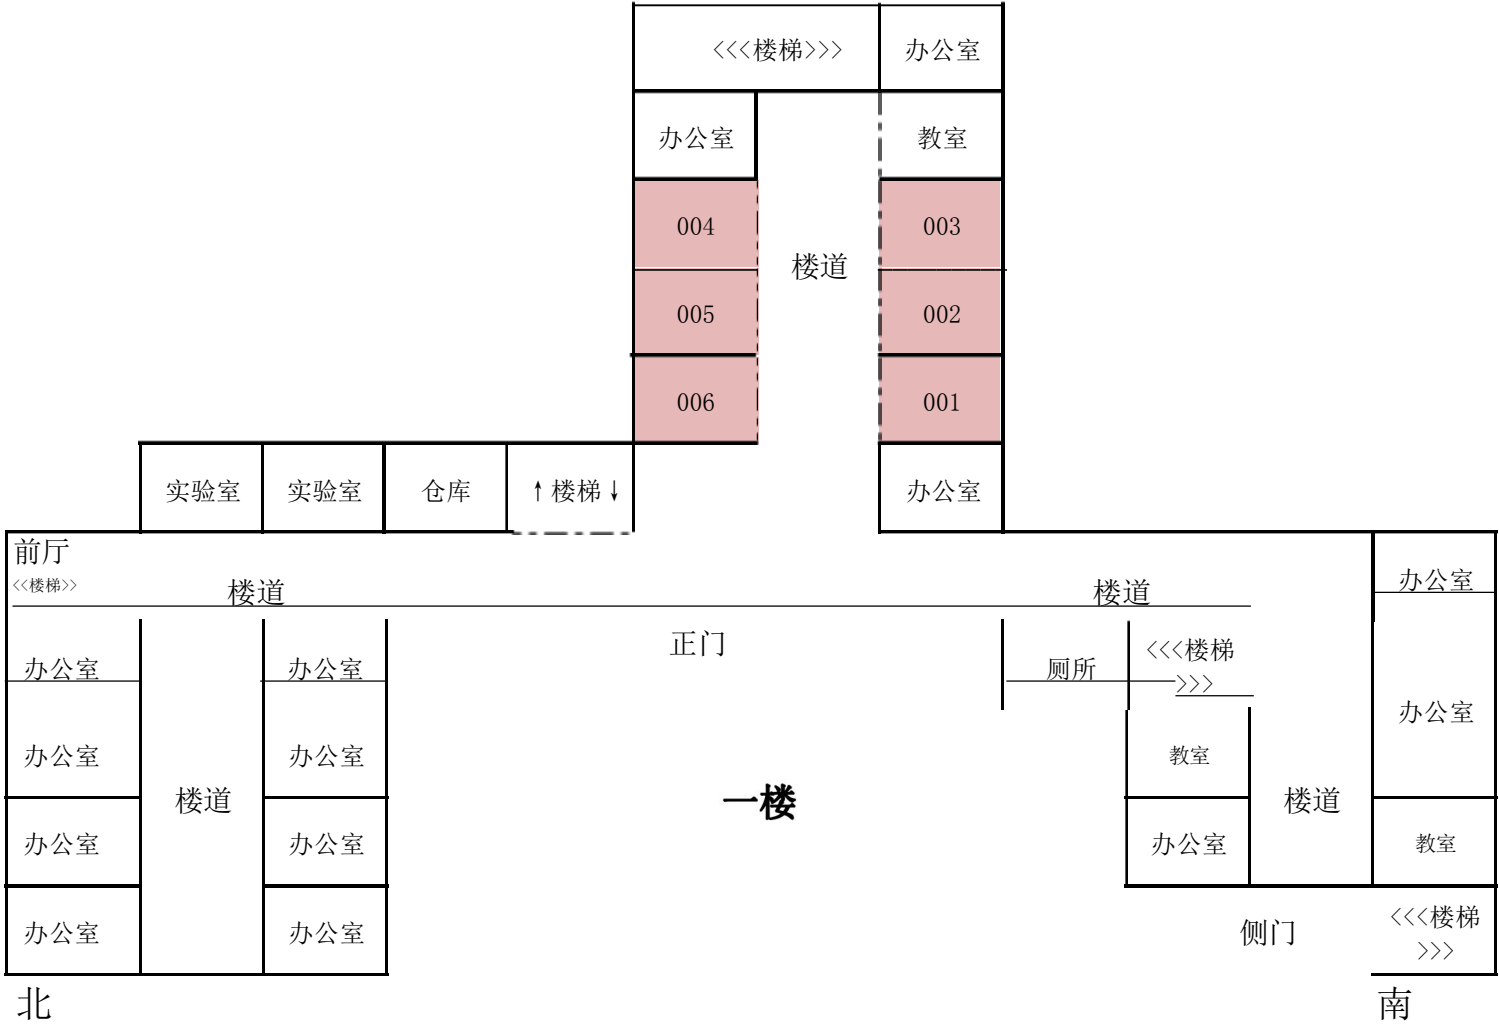 <<<楼梯>>>
办公室
办公室
教室
004
003
楼道
005
002
006
001
实验室
实验室
仓库
↑楼梯↓
办公室
前厅
<<楼梯>>
楼道
楼道
办公室
正门
<<<楼梯
>>>
厕所
办公室
办公室
办公室
办公室
办公室
教室
楼道
一楼
楼道
办公室
办公室
办公室
教室
办公室
办公室
侧门
<<<楼梯
>>>
北
南